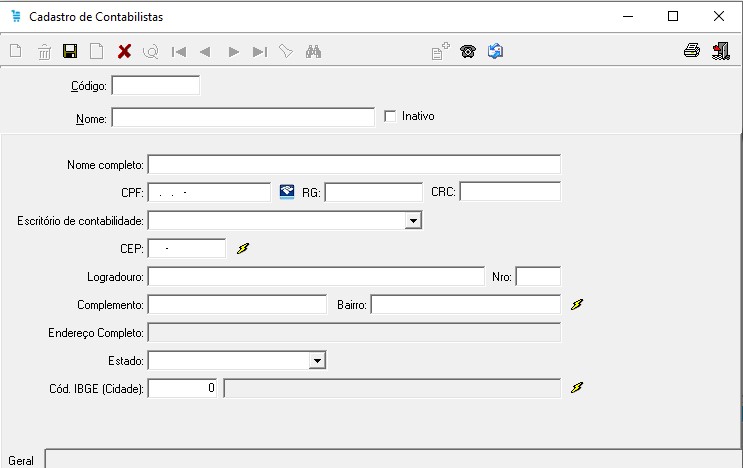 Cadastro de Contabilistas
Código:
Nome: Inativo
Nome completo:
CPF: . . - RG: CRC:
Escritório de contabilidade:
CEP: -
Logradouro: Nro:
Complemento: Bairro:
Endereço Completo:
Estado:
Cód. IBGE (Cidade): 0
Geral